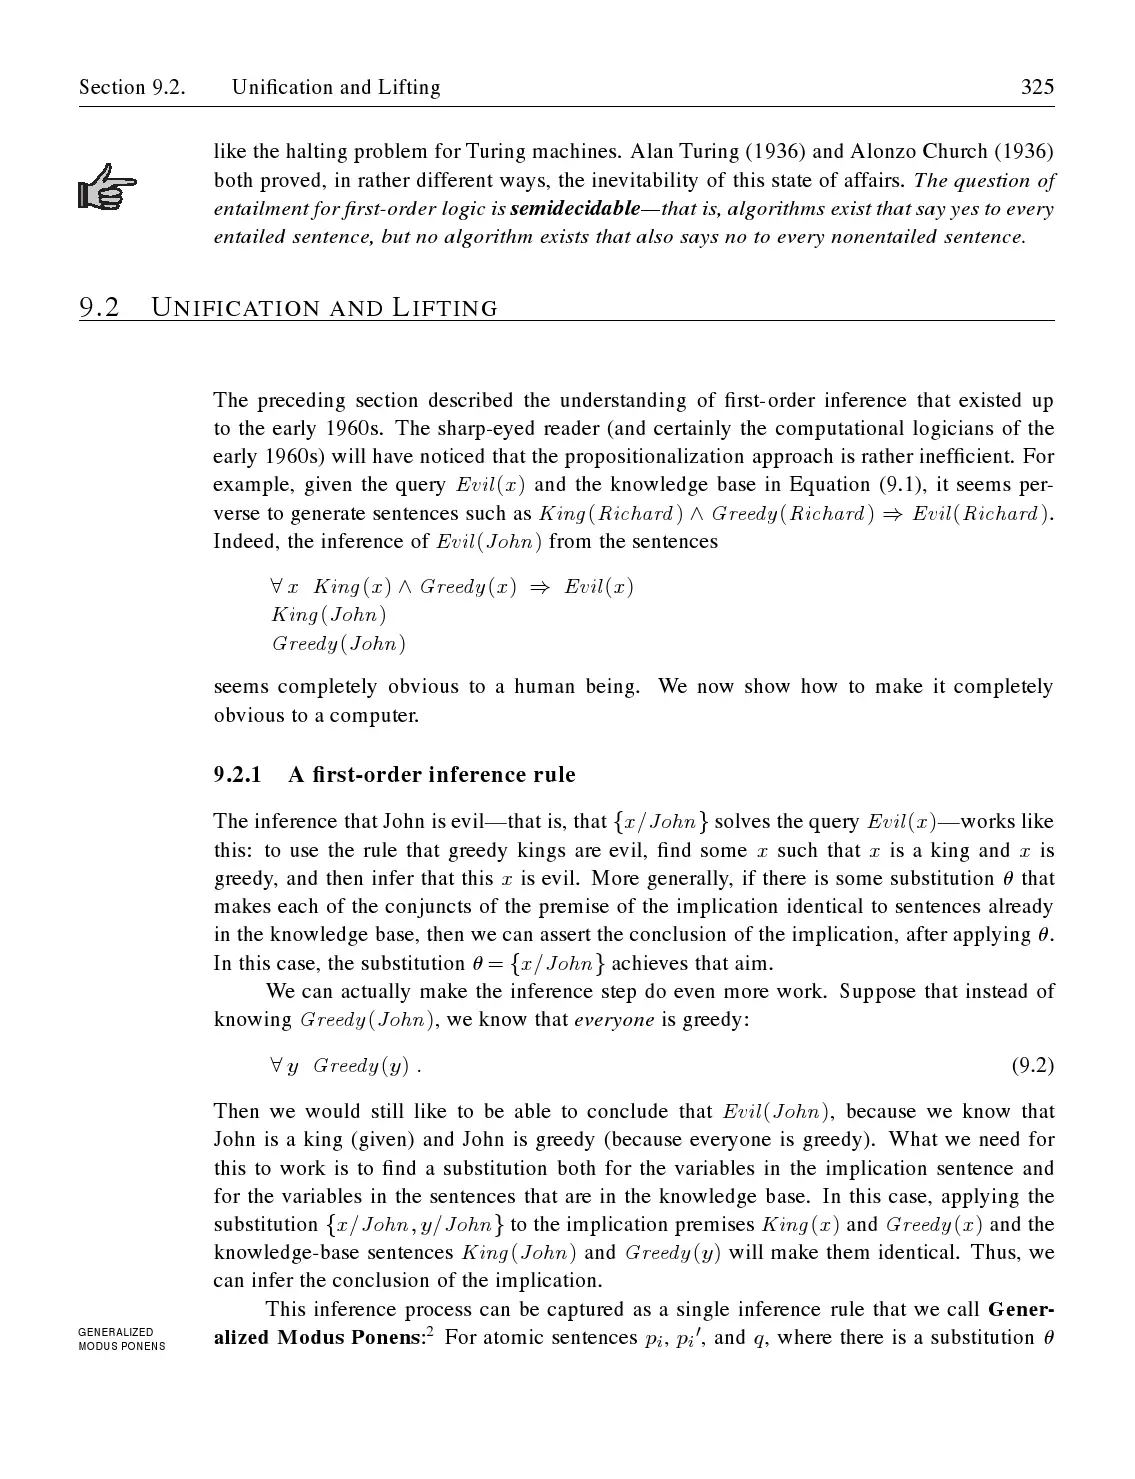 Section 9.2. Unification and Lifting 325
like the halting problem for Turing machines. Alan Turing (1936) and Alonzo Church (1936)
both proved, in rather different ways, the inevitability of this state of affairs. The question of
entailment for first-order logic is semidecidable—that is, algorithms exist that say yes to every
entailed sentence, but no algorithm exists that also says no to every nonentailed sentence.
9.2 UNIFICATION AND LIFTING
The preceding section described the understanding of first-order inference that existed up
to the early 1960s. The sharp-eyed reader (and certainly the computational logicians of the
early 1960s) will have noticed that the propositionalization approach is rather inefficient. For
example, given the query Evil(x) and the knowledge base in Equation (9.1), it seems per-
verse to generate sentences such as King(Richard) ∧ Greedy(Richard) ⇒ Evil(Richard).
Indeed, the inference of Evil(John) from the sentences
∀ x King(x) ∧ Greedy(x) ⇒ Evil(x)
King(John)
Greedy(John)
seems completely obvious to a human being. We now show how to make it completely
obvious to a computer.
9.2.1 A first-order inference rule
The inference that John is evil—that is, that {x/John} solves the query Evil(x)—works like
this: to use the rule that greedy kings are evil, find some x such that x is a king and x is
greedy, and then infer that this x is evil. More generally, if there is some substitution θ that
makes each of the conjuncts of the premise of the implication identical to sentences already
in the knowledge base, then we can assert the conclusion of the implication, after applying θ.
In this case, the substitution θ = {x/John} achieves that aim.
We can actually make the inference step do even more work. Suppose that instead of
knowing Greedy(John), we know that everyone is greedy:
∀ y Greedy(y) . (9.2)
Then we would still like to be able to conclude that Evil(John), because we know that
John is a king (given) and John is greedy (because everyone is greedy). What we need for
this to work is to find a substitution both for the variables in the implication sentence and
for the variables in the sentences that are in the knowledge base. In this case, applying the
substitution {x/John, y/John} to the implication premises King(x) and Greedy(x) and the
knowledge-base sentences King(John) and Greedy(y) will make them identical. Thus, we
can infer the conclusion of the implication.
This inference process can be captured as a single inference rule that we call Gener-
GENERALIZED
MODUS PONENS
alized Modus Ponens:² For atomic sentences pᵢ, pᵢ′, and q, where there is a substitution θ